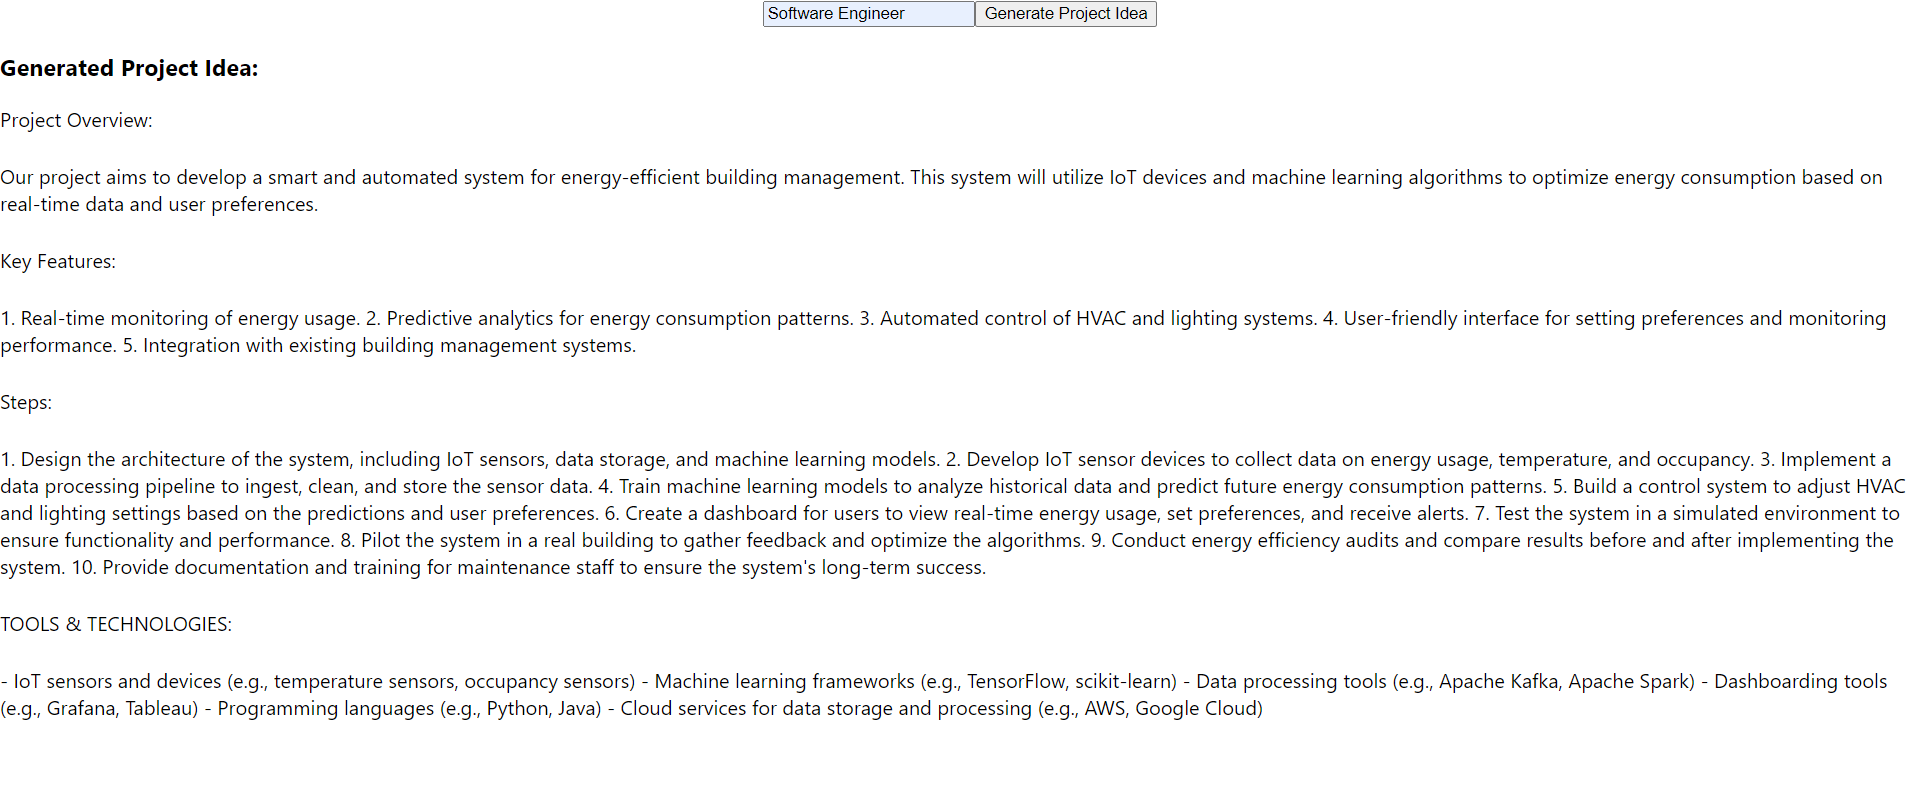 Software Engineer Generate Project Idea
Generated Project Idea:
Project Overview:
Our project aims to develop a smart and automated system for energy-efficient building management. This system will utilize IoT devices and machine learning algorithms to optimize energy consumption based on
real-time data and user preferences.
Key Features:
1. Real-time monitoring of energy usage. 2. Predictive analytics for energy consumption patterns. 3. Automated control of HVAC and lighting systems. 4. User-friendly interface for setting preferences and monitoring
performance. 5. Integration with existing building management systems.
Steps:
1. Design the architecture of the system, including IoT sensors, data storage, and machine learning models. 2. Develop IoT sensor devices to collect data on energy usage, temperature, and occupancy. 3. Implement a
data processing pipeline to ingest, clean, and store the sensor data. 4. Train machine learning models to analyze historical data and predict future energy consumption patterns. 5. Build a control system to adjust HVAC
and lighting settings based on the predictions and user preferences. 6. Create a dashboard for users to view real-time energy usage, set preferences, and receive alerts. 7. Test the system in a simulated environment to
ensure functionality and performance. 8. Pilot the system in a real building to gather feedback and optimize the algorithms. 9. Conduct energy efficiency audits and compare results before and after implementing the
system. 10. Provide documentation and training for maintenance staff to ensure the system's long-term success.
TOOLS & TECHNOLOGIES:
- IoT sensors and devices (e.g., temperature sensors, occupancy sensors) - Machine learning frameworks (e.g., TensorFlow, scikit-learn) - Data processing tools (e.g., Apache Kafka, Apache Spark) - Dashboarding tools
(e.g., Grafana, Tableau) - Programming languages (e.g., Python, Java) - Cloud services for data storage and processing (e.g., AWS, Google Cloud)